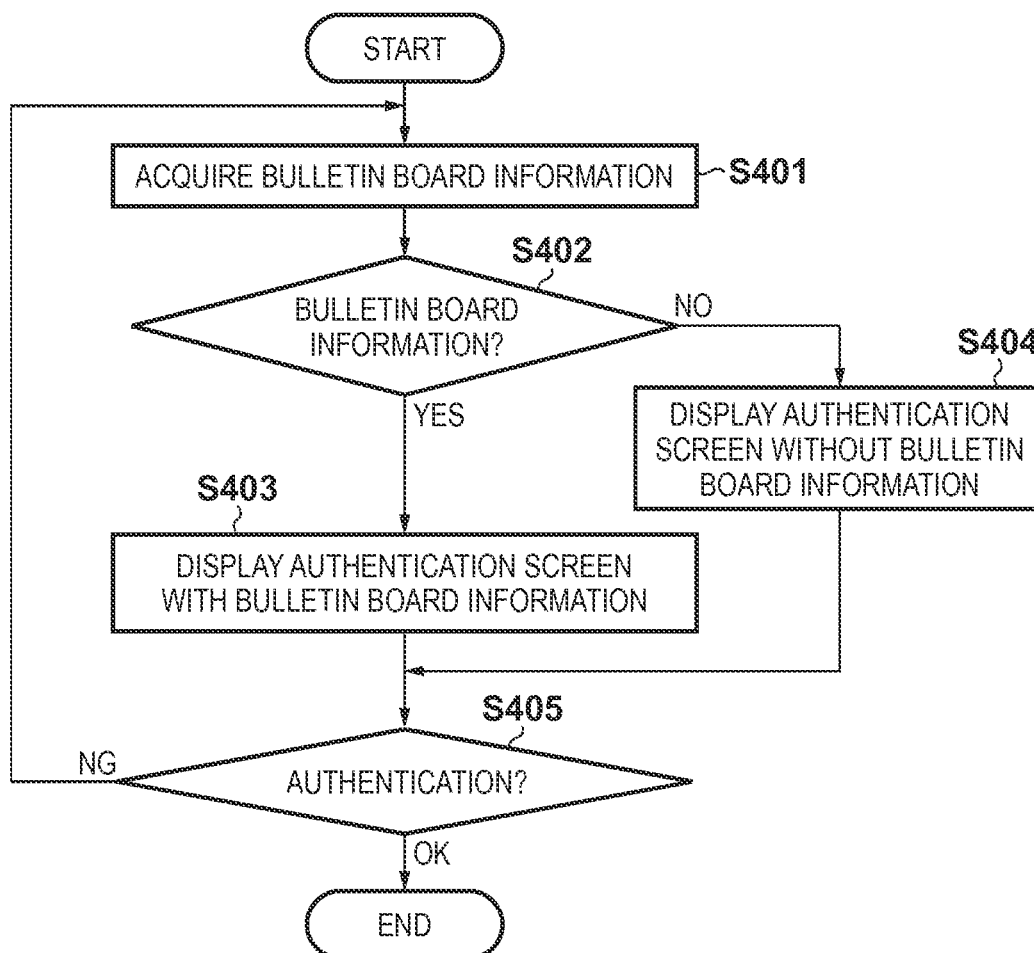 START
ACQUIRE BULLETIN BOARD INFORMATION
S401
S402
BULLETIN BOARD
INFORMATION?
NO
YES
S404
DISPLAY AUTHENTICATION
SCREEN WITHOUT BULLETIN
BOARD INFORMATION
S403
DISPLAY AUTHENTICATION SCREEN
WITH BULLETIN BOARD INFORMATION
S405
NG
AUTHENTICATION?
OK
END